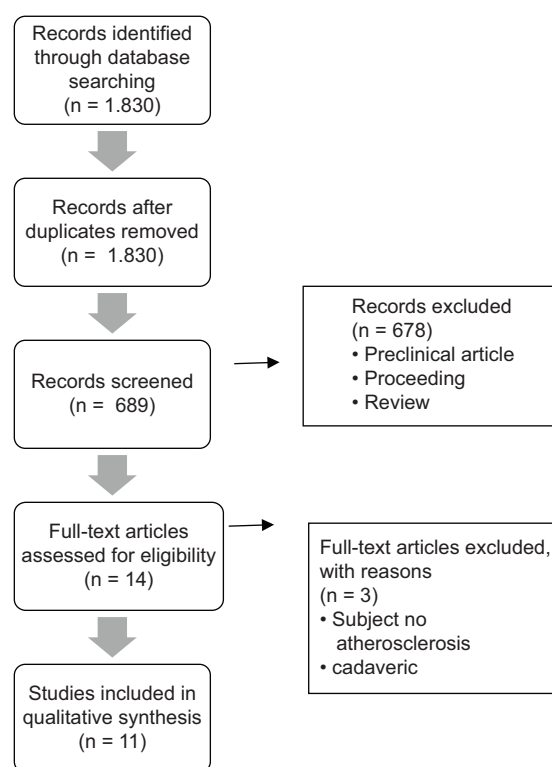 Records identified
through database
searching
(n = 1.830)
Records after
duplicates removed
(n = 1.830)
Records screened
(n = 689)
Records excluded
(n = 678)
• Preclinical article
• Proceeding
• Review
Full-text articles
assessed for eligibility
(n = 14)
Full-text articles excluded,
with reasons
(n = 3)
• Subject no
atherosclerosis
• cadaveric
Studies included in
qualitative synthesis
(n = 11)